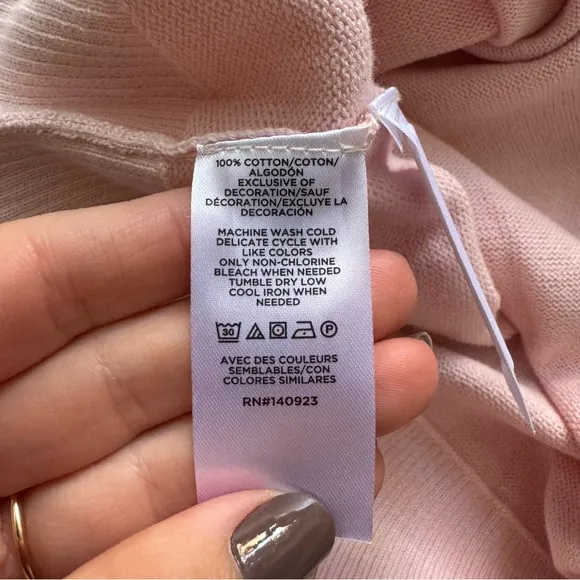 100% COTTON/COTON/
ALGODÓN
EXCLUSIVE OF
DECORATION/SAUF
DÉCORATION/EXCLUYE LA
DECORACIÓN
MACHINE WASH COLD
DELICATE CYCLE WITH
LIKE COLORS
ONLY NON-CHLORINE
BLEACH WHEN NEEDED
TUMBLE DRY LOW
COOL IRON WHEN
NEEDED
30 P
AVEC DES COULEURS
SEMBLABLES/CON
COLORES SIMILARES
RN#140923